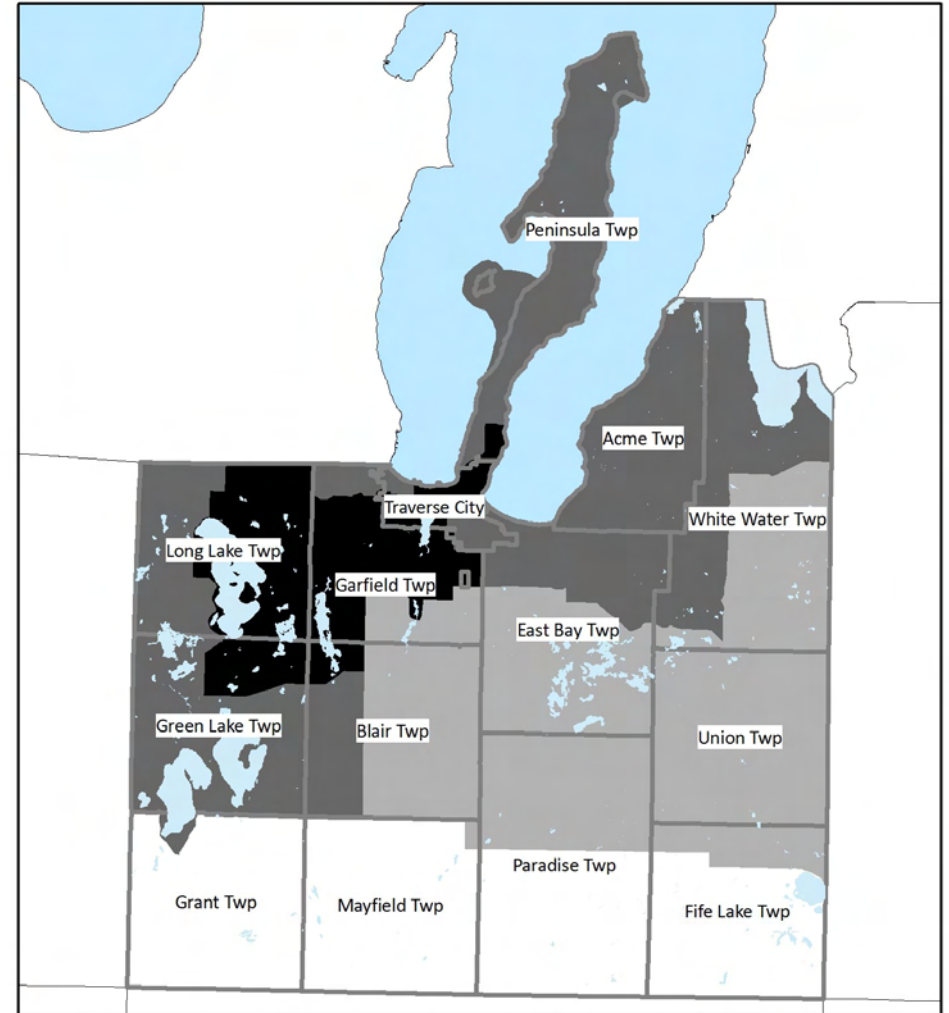 Peninsula Twp
Acme Twp
Traverse City
White Water Twp
Long Lake Twp
Garfield Twp
East Bay Twp
Green Lake Twp
Blair Twp
Union Twp
Paradise Twp
Grant Twp
Mayfield Twp
Fife Lake Twp